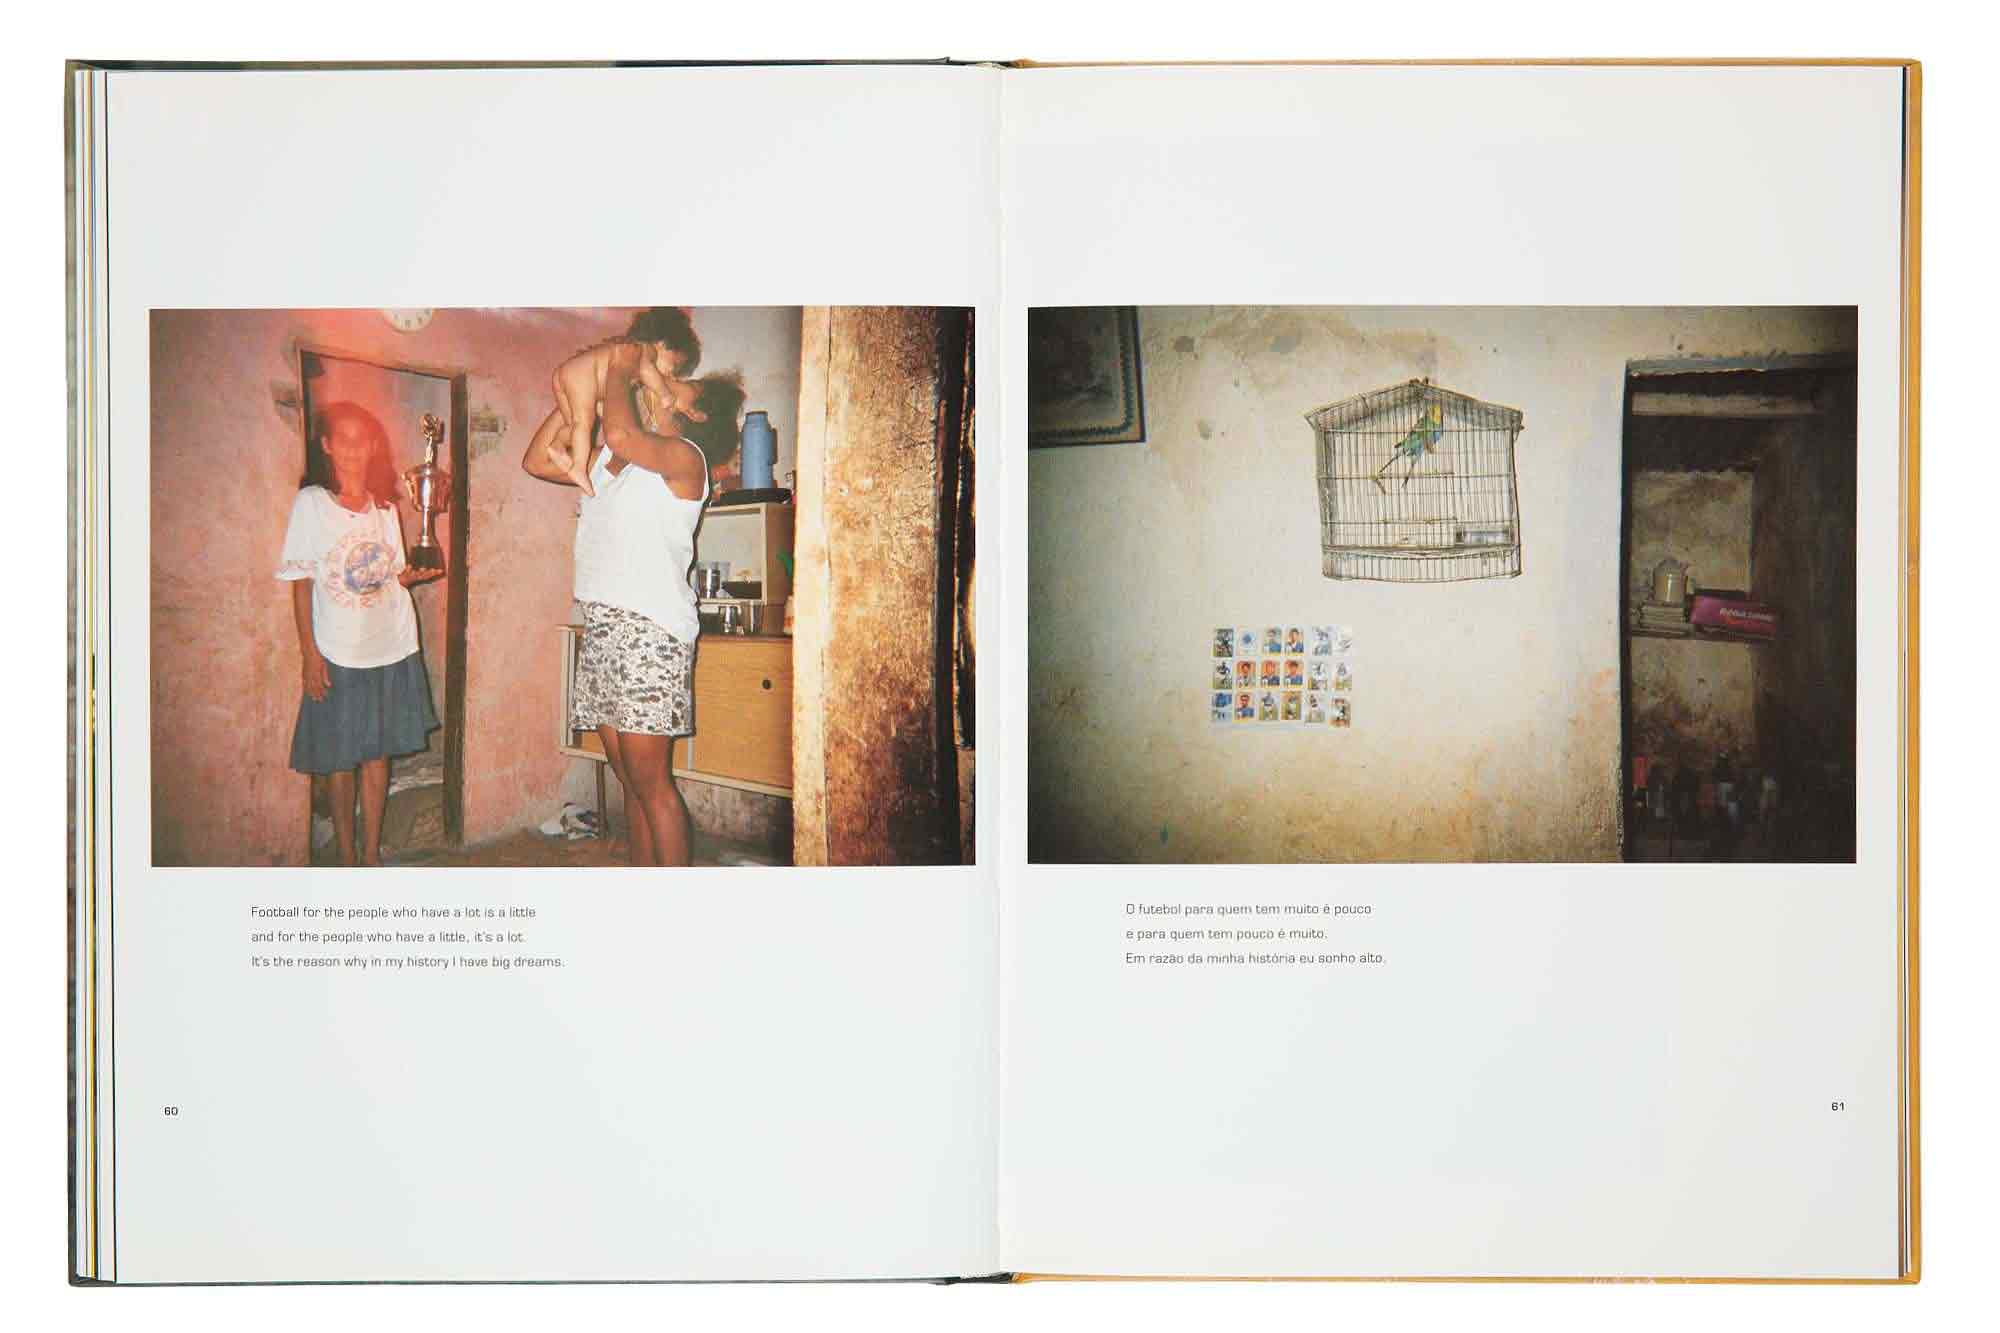 Football for the people who have a lot is a little
and for the people who have a little, it's a lot.
It's the reason why in my history I have big dreams.
60
O futebol para quem tem muito é pouco
e para quem tem pouco é muito.
Em razão da minha história eu sonho alto.
61